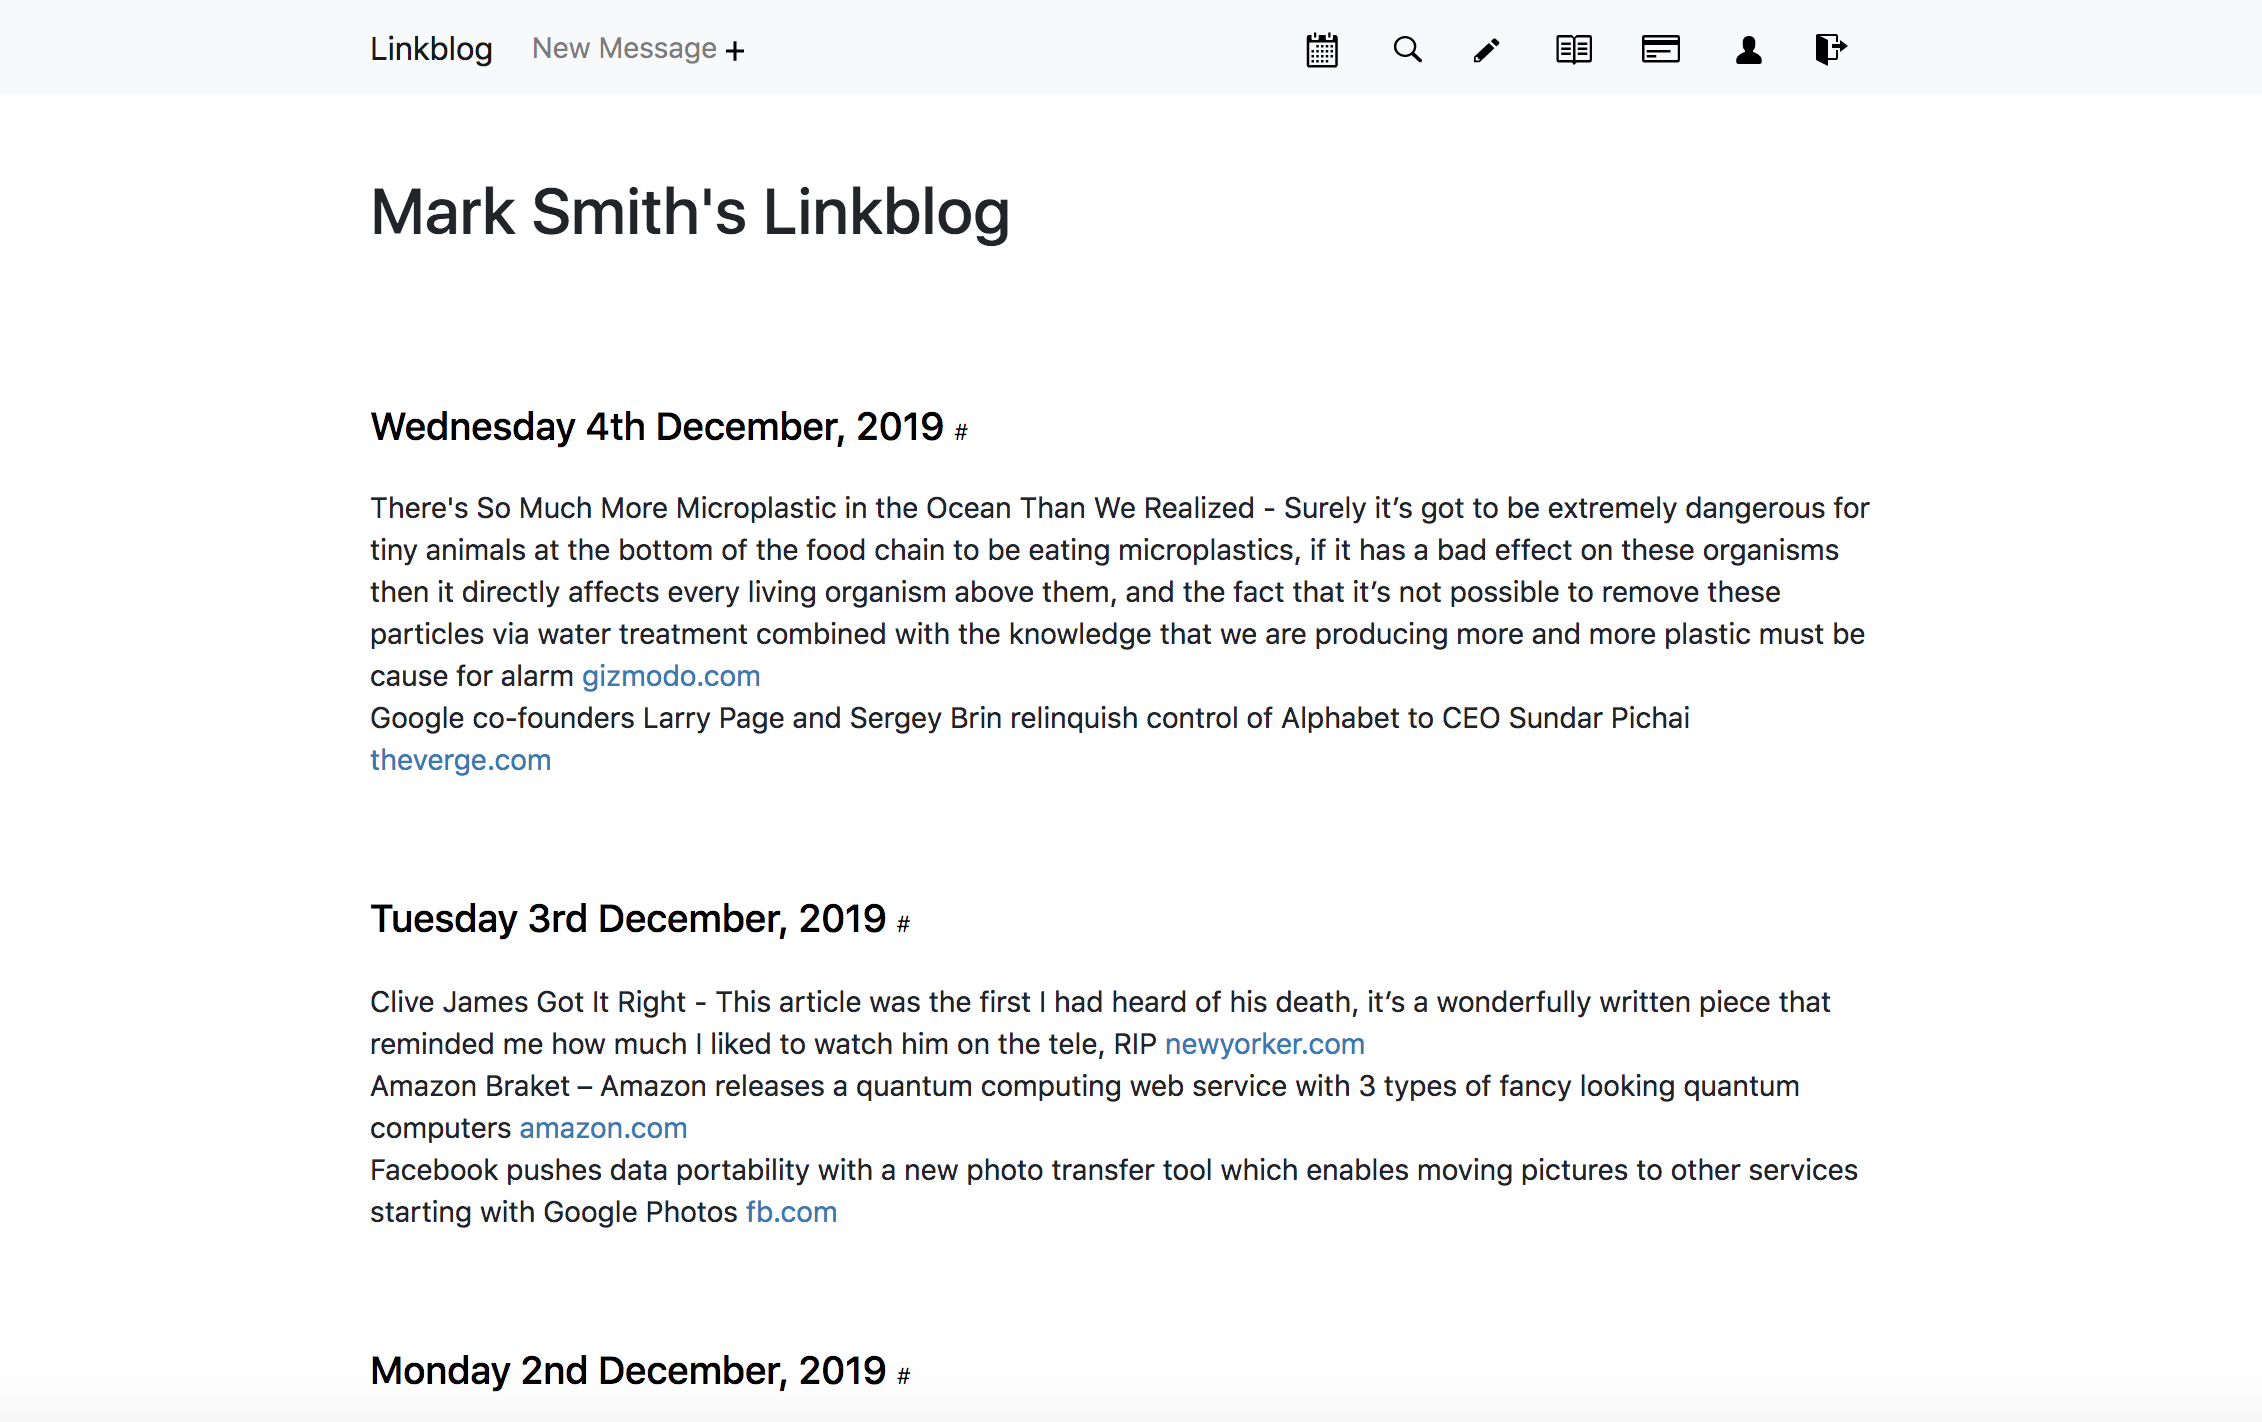 Linkblog New Message +
Mark Smith's Linkblog
Wednesday 4th December, 2019 #
There's So Much More Microplastic in the Ocean Than We Realized - Surely it’s got to be extremely dangerous for
tiny animals at the bottom of the food chain to be eating microplastics, if it has a bad effect on these organisms
then it directly affects every living organism above them, and the fact that it’s not possible to remove these
particles via water treatment combined with the knowledge that we are producing more and more plastic must be
cause for alarm gizmodo.com
Google co-founders Larry Page and Sergey Brin relinquish control of Alphabet to CEO Sundar Pichai
theverge.com
Tuesday 3rd December, 2019 #
Clive James Got It Right - This article was the first I had heard of his death, it’s a wonderfully written piece that
reminded me how much I liked to watch him on the tele, RIP newyorker.com
Amazon Braket – Amazon releases a quantum computing web service with 3 types of fancy looking quantum
computers amazon.com
Facebook pushes data portability with a new photo transfer tool which enables moving pictures to other services
starting with Google Photos fb.com
Monday 2nd December, 2019 #